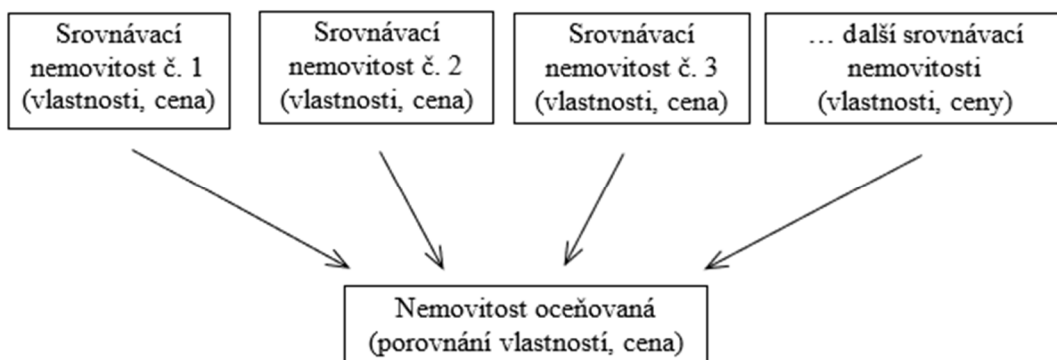 Srovnávací
nemovitost č. 1
(vlastnosti, cena)
Srovnávací
nemovitost č. 2
(vlastnosti, cena)
Srovnávací
nemovitost č. 3
(vlastnosti, cena)
… další srovnávací
nemovitosti
(vlastnosti, ceny)
Nemovitost oceňovaná
(porovnání vlastností, cena)